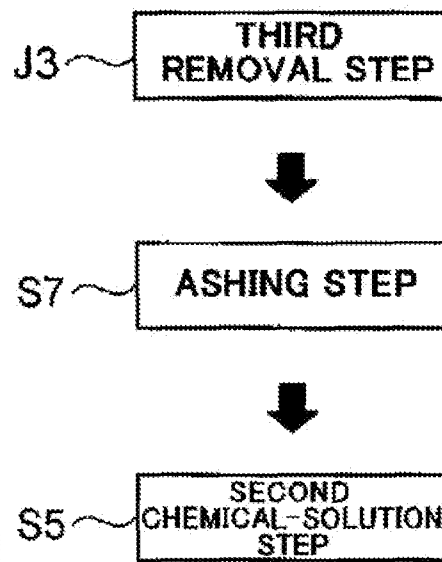 J3
THIRD
REMOVAL STEP
S7
ASHING STEP
S5
SECOND
CHEMICAL-SOLUTION
STEP